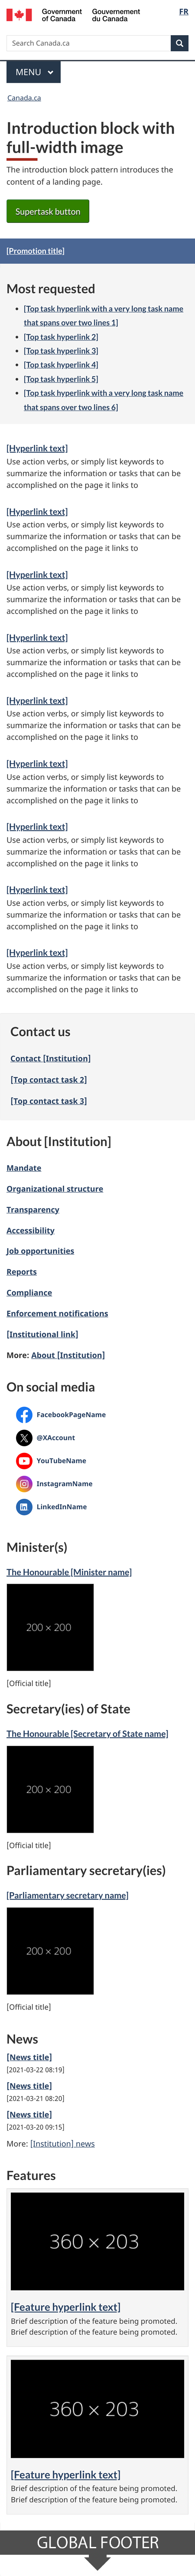 Government of Canada
Gouvernement du Canada
FR
Search Canada.ca
MENU
Canada.ca
Introduction block with
full-width image
The institution block pattern introduces the
content of a landing page.
Supertask button
[Promotion title]
Most requested
[Top task hyperlink with a very long task name
that spans over two lines 1]
[Top task hyperlink 2]
[Top task hyperlink 3]
[Top task hyperlink 4]
[Top task hyperlink 5]
[Top task hyperlink with a very long task name
that spans over two lines 6]
[Hyperlink text]
Use action verbs, or simply list keywords to
summarize the information or tasks that can be
accomplished on the page it links to
[Hyperlink text]
Use action verbs, or simply list keywords to
summarize the information or tasks that can be
accomplished on the page it links to
[Hyperlink text]
Use action verbs, or simply list keywords to
summarize the information or tasks that can be
accomplished on the page it links to
[Hyperlink text]
Use action verbs, or simply list keywords to
summarize the information or tasks that can be
accomplished on the page it links to
[Hyperlink text]
Use action verbs, or simply list keywords to
summarize the information or tasks that can be
accomplished on the page it links to
[Hyperlink text]
Use action verbs, or simply list keywords to
summarize the information or tasks that can be
accomplished on the page it links to
[Hyperlink text]
Use action verbs, or simply list keywords to
summarize the information or tasks that can be
accomplished on the page it links to
[Hyperlink text]
Use action verbs, or simply list keywords to
summarize the information or tasks that can be
accomplished on the page it links to
[Hyperlink text]
Use action verbs, or simply list keywords to
summarize the information or tasks that can be
accomplished on the page it links to
Contact us
Contact [Institution]
[Top contact task 2]
[Top contact task 3]
About [Institution]
Mandate
Organizational structure
Transparency
Accessibility
Job opportunities
Reports
Compliance
Enforcement notifications
[Institutional link]
More: About [Institution]
On social media
FacebookPageName
@XAccount
YouTubeName
InstagramName
LinkedInName
Minister(s)
The Honourable [Minister name]
200 × 200
[Official title]
Secretary(ies) of State
The Honourable [Secretary of State name]
200 × 200
[Official title]
Parliamentary secretary(ies)
[Parliamentary secretary name]
200 × 200
[Official title]
News
[News title]
[2021-03-22 08:19]
[News title]
[2021-03-21 08:20]
[News title]
[2021-03-20 09:15]
More: [Institution] news
Features
360 × 203
[Feature hyperlink text]
Brief description of the feature being promoted.
Brief description of the feature being promoted.
360 × 203
[Feature hyperlink text]
Brief description of the feature being promoted.
Brief description of the feature being promoted.
GLOBAL FOOTER